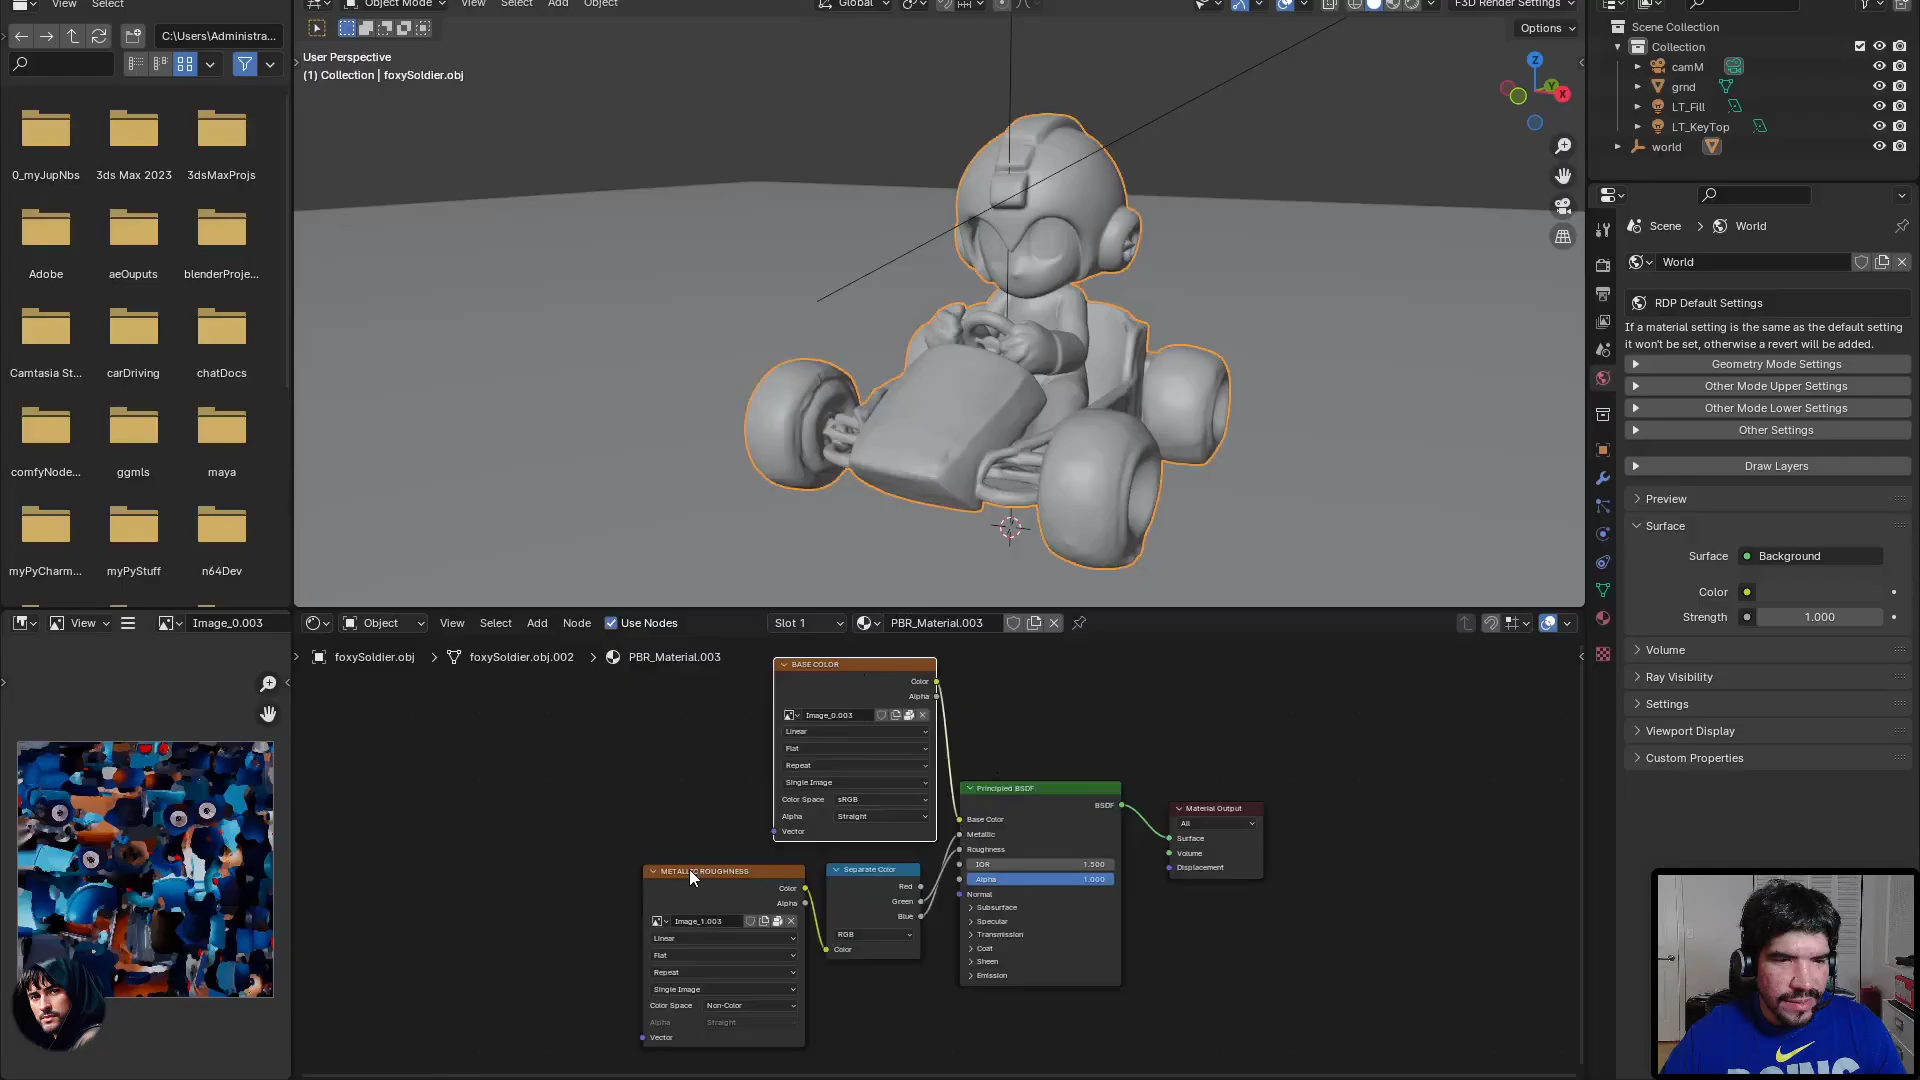 View
Select
C:\Users\Administra...
0_myJupNbs
3ds Max 2023
3dsMaxProjs
Adobe
aeOuputs
blenderProje...
Camtasia St...
carDriving
chatDocs
comfyNode...
ggmls
maya
myPyCharm...
myPyStuff
n64Dev
Object Mode
View
Select
Add
Object
Global
F3D Render Settings
Options
User Perspective
(1) Collection | foxySoldier.obj
Z
Y
X
Scene Collection
Collection
camM
grnd
LT_Fill
LT_KeyTop
world
Scene
World
World
RDP Default Settings
If a material setting is the same as the default setting
it won't be set, otherwise a revert will be added.
Geometry Mode Settings
Other Mode Upper Settings
Other Mode Lower Settings
Other Settings
Draw Layers
Preview
Surface
Surface
Background
Color
Strength
1.000
Volume
Ray Visibility
Settings
Viewport Display
Custom Properties
View
Image_0.003
Object
View
Select
Add
Node
Use Nodes
Slot 1
PBR_Material.003
foxySoldier.obj
foxySoldier.obj.002
PBR_Material.003
BASE COLOR
Color
Alpha
Image_0.003
Linear
Flat
Repeat
Single Image
Color Space
sRGB
Alpha
Straight
Vector
Principled BSDF
BSDF
Base Color
Metallic
Roughness
IOR
1.500
Alpha
1.000
Normal
Subsurface
Specular
Transmission
Coat
Sheen
Emission
Material Output
All
Surface
Volume
Displacement
Color
Alpha
Image_1.003
Linear
Flat
Repeat
Single Image
Color Space
Non-Color
Alpha
Straight
Vector
Separate Color
Red
Green
Blue
RGB
Color